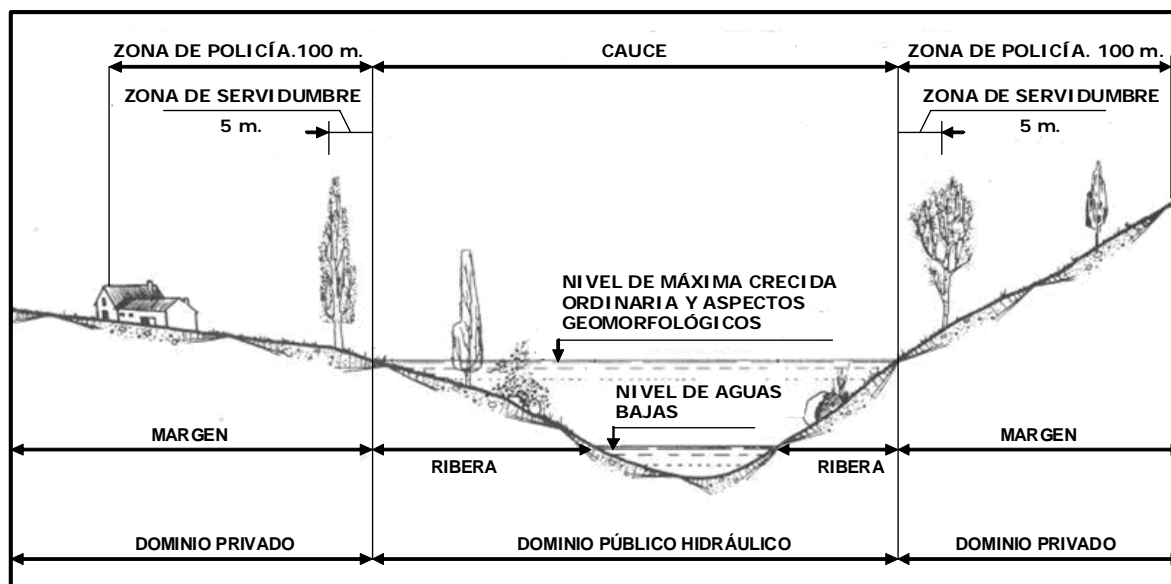 ZONA DE POLICÍA.100 m.
CAUCE
ZONA DE POLICÍA. 100 m.
ZONA DE SERVIDUMBRE
5 m.
ZONA DE SERVIDUMBRE
5 m.
NIVEL DE MÁXIMA CRECIDA
ORDINARIA Y ASPECTOS
GEOMORFOLÓGICOS
NIVEL DE AGUAS
BAJAS
MARGEN
RIBERA
RIBERA
MARGEN
DOMINIO PRIVADO
DOMINIO PÚBLICO HIDRÁULICO
DOMINIO PRIVADO